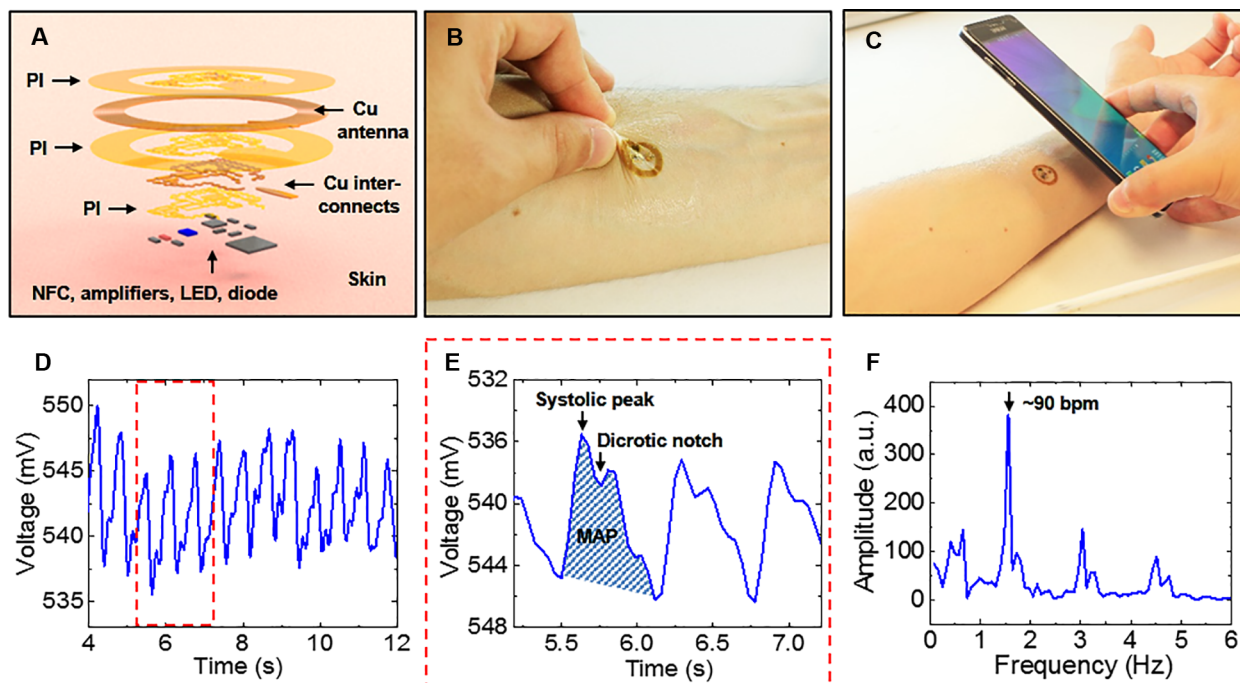 A
PI
Cu
antenna
PI
Cu inter-
connects
PI
NFC, amplifiers, LED, diode
Skin
B
C
D
Voltage (mV)
550
545
540
535
4 6 8 10 12
Time (s)
E
Voltage (mV)
532
536
540
544
548
Systolic peak
Dicrotic notch
MAP
5.5 6.0 6.5 7.0
Time (s)
F
Amplitude (a.u.)
400
300
200
100
0
~90 bpm
0 1 2 3 4 5 6
Frequency (Hz)